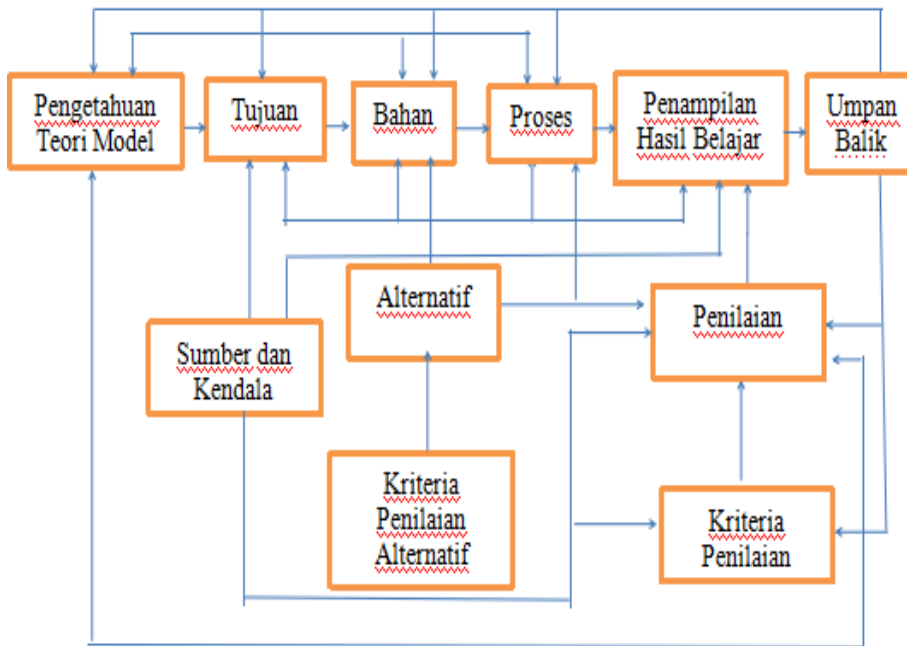 Pengetahuan
Teori Model
Tujuan
Bahan
Proses
Penampilan
Hasil Belajar
Umpan
Balik
Alternatif
Penilaian
Sumber dan
Kendala
Kriteria
Penilaian
Alternatif
Kriteria
Penilaian